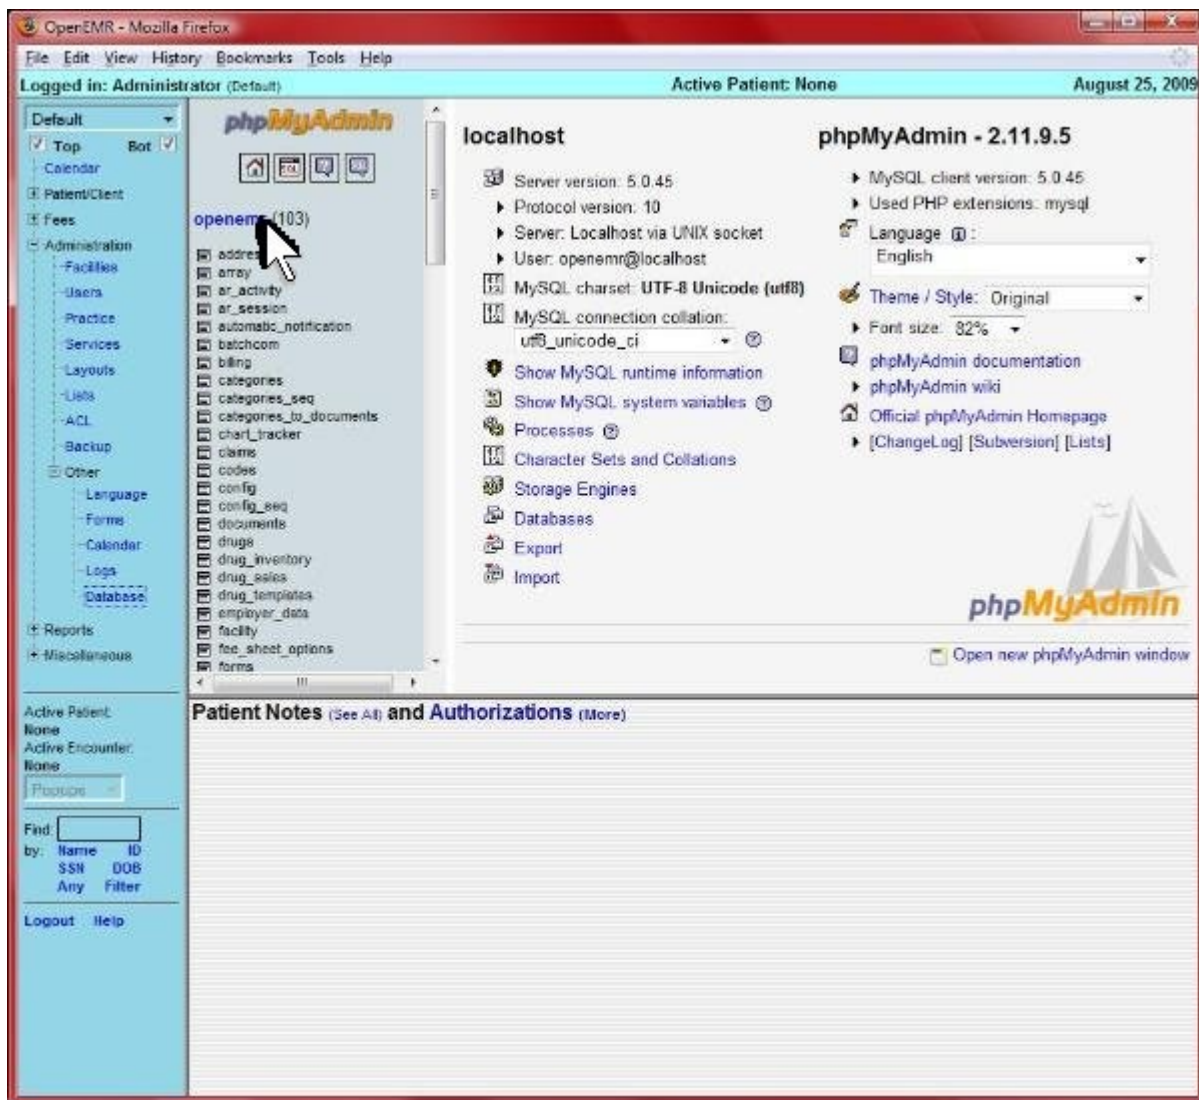 OpenEMR - Mozilla Firefox
File Edit View History Bookmarks Tools Help
Logged in: Administrator (Default) Active Patient: None August 25, 2009
Default
Top Bot
Calendar
Patient/Client
Fees
Administration
Facilities
Users
Practice
Services
Layouts
Lists
ACL
Backup
Other
Language
Forms
Calendar
Logs
Database
Reports
Miscellaneous
Active Patient:
None
Active Encounter:
None
Popups
Find:
by: Name ID
SSN DOB
Any Filter
Logout Help
phpMyAdmin
SQL
(103)
array
ar_activity
ar_session
automatic_notification
batchcom
billing
categories
categories_seq
categories_to_documents
chart_tracker
claims
codes
config
config_seq
documents
drugs
drug_inventory
drug_sales
drug_templates
employer_data
facility
fee_sheet_options
forms
localhost
Server version: 5.0.45
Protocol version: 10
Server: Localhost via UNIX socket
User: openemr@localhost
MySQL charset: UTF-8 Unicode (utf8)
MySQL connection collation:
utf8_unicode_ci
Show MySQL runtime information
Show MySQL system variables
Processes
Character Sets and Collations
Storage Engines
Databases
Export
Import
phpMyAdmin - 2.11.9.5
MySQL client version: 5.0.45
Used PHP extensions: mysql
Language :
English
Theme / Style: Original
Font size: 82%
phpMyAdmin documentation
phpMyAdmin wiki
Official phpMyAdmin Homepage
[ChangeLog] [Subversion] [Lists]
phpMyAdmin
Open new phpMyAdmin window
Patient Notes (See All) and Authorizations (More)